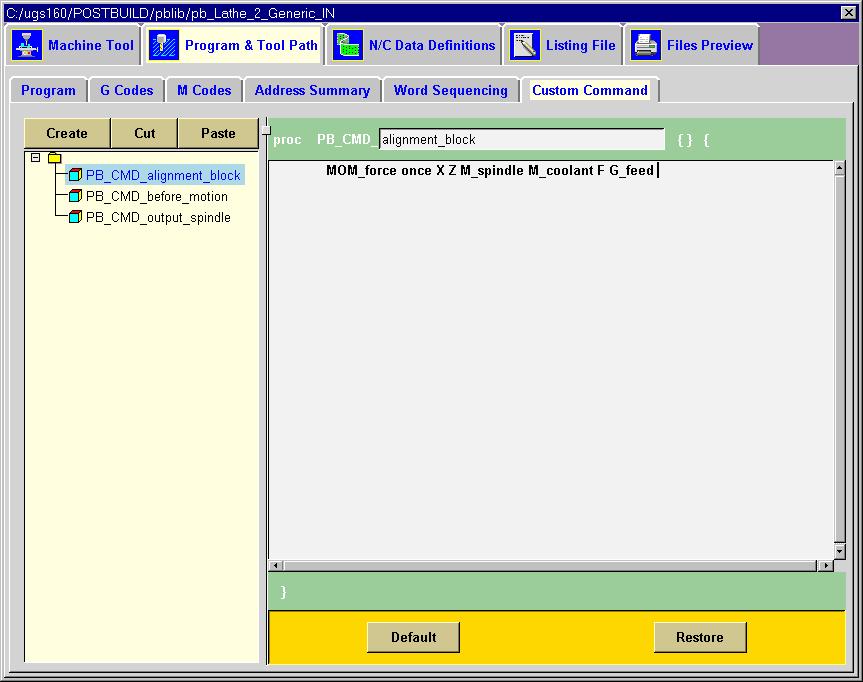 C:/ugs160/POSTBUILD/pblib/pb_Lathe_2_Generic_IN
Machine Tool Program & Tool Path N/C Data Definitions Listing File Files Preview
Program G Codes M Codes Address Summary Word Sequencing Custom Command
Create Cut Paste
proc PB_CMD_ alignment_block {} {
MOM_force once X Z M_spindle M_coolant F G_feed
PB_CMD_alignment_block
PB_CMD_before_motion
PB_CMD_output_spindle
}
Default Restore